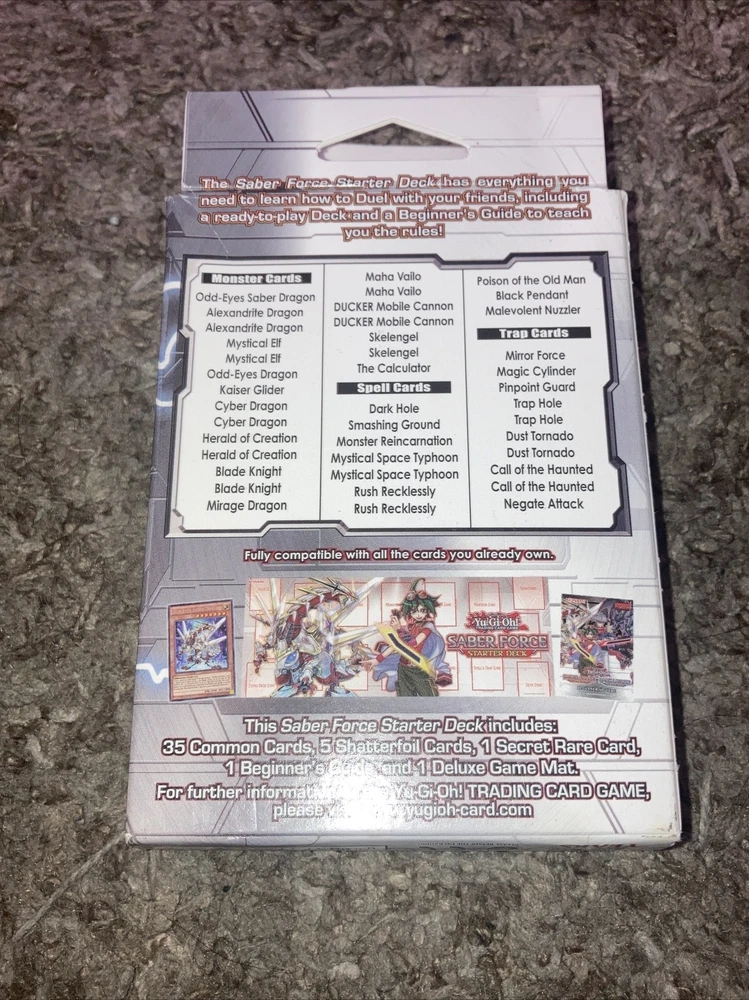 The Saber Force Starter Deck has everything you
need to learn how to Duel with your friends, including
a ready-to-play Deck and a Beginner's Guide to teach
you the rules!
Monster Cards
Odd-Eyes Saber Dragon
Alexandrite Dragon
Alexandrite Dragon
Mystical Elf
Mystical Elf
Odd-Eyes Dragon
Kaiser Glider
Cyber Dragon
Cyber Dragon
Herald of Creation
Herald of Creation
Blade Knight
Blade Knight
Mirage Dragon
Maha Vailo
Maha Vailo
DUCKER Mobile Cannon
DUCKER Mobile Cannon
Skelengel
Skelengel
The Calculator
Spell Cards
Dark Hole
Smashing Ground
Monster Reincarnation
Mystical Space Typhoon
Mystical Space Typhoon
Rush Recklessly
Rush Recklessly
Poison of the Old Man
Black Pendant
Malevolent Nuzzler
Trap Cards
Mirror Force
Magic Cylinder
Pinpoint Guard
Trap Hole
Trap Hole
Dust Tornado
Dust Tornado
Call of the Haunted
Call of the Haunted
Negate Attack
Fully compatible with all the cards you already own.
Yu-Gi-Oh!
TRADING CARD GAME
SABER FORCE
STARTER DECK
This Saber Force Starter Deck includes:
35 Common Cards, 5 Shatterfoil Cards, 1 Secret Rare Card,
1 Beginner's Guide and 1 Deluxe Game Mat.
For further Yu-Gi-Oh! TRADING CARD GAME,
please yugioh-card.com